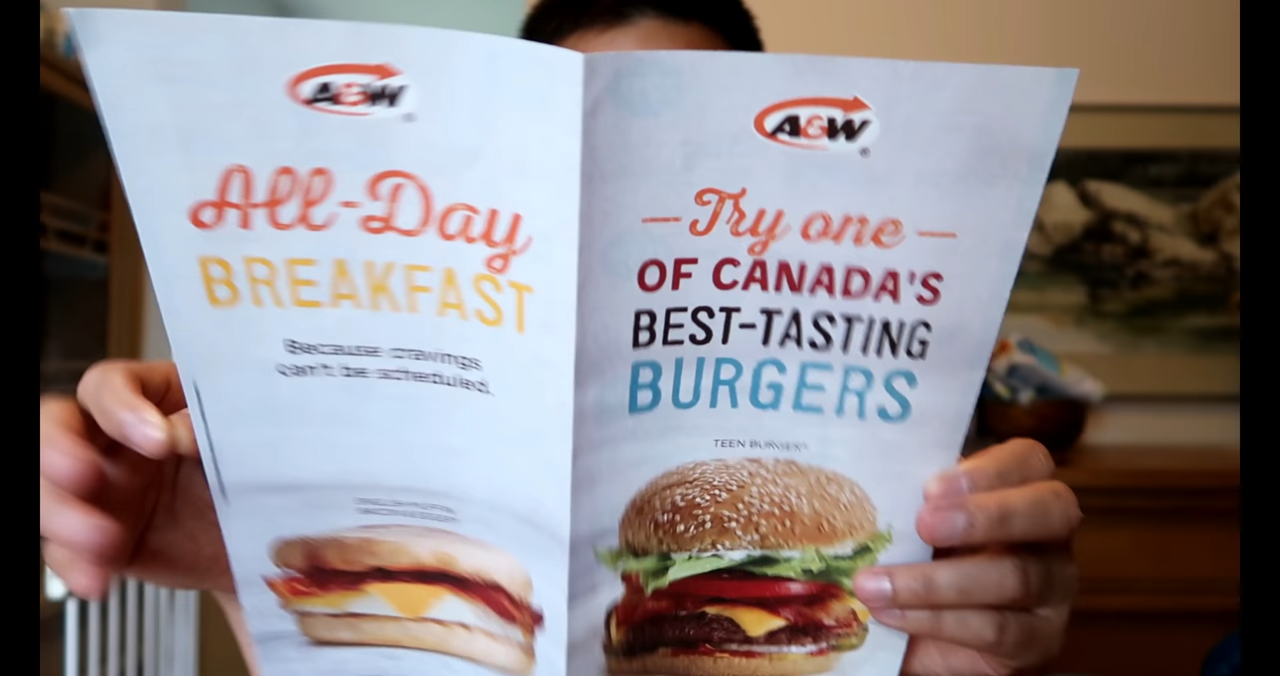 A&W
All-Day
BREAKFAST
Because cravings
can't be scheduled.
A&W
®
— Try one —
OF CANADA'S
BEST-TASTING
BURGERS
TEEN BURGER®